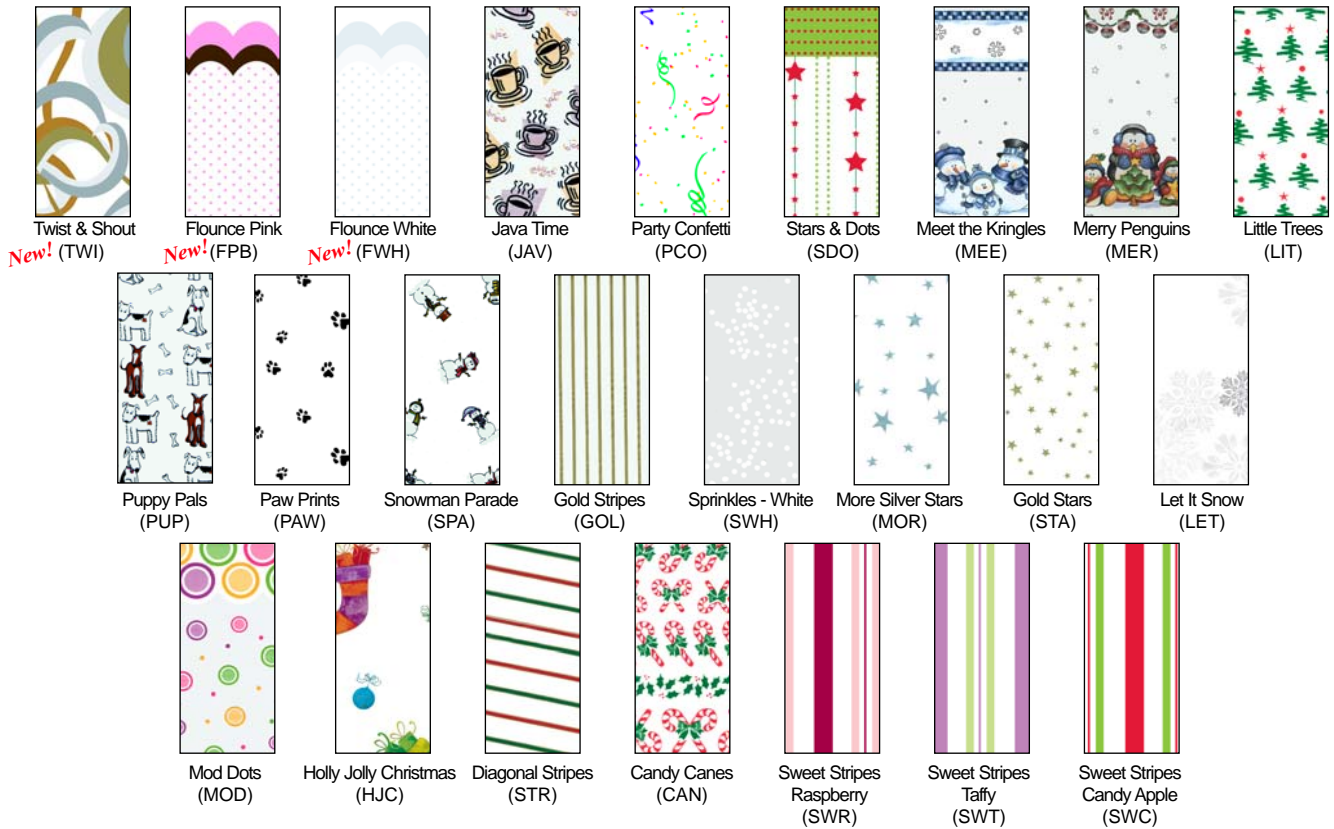 Twist & Shout
New! (TWI)
Flounce Pink
New! (FPB)
Flounce White
New! (FWH)
Java Time
(JAV)
Party Confetti
(PCO)
Stars & Dots
(SDO)
Meet the Kringles
(MEE)
Merry Penguins
(MER)
Little Trees
(LIT)
Puppy Pals
(PUP)
Paw Prints
(PAW)
Snowman Parade
(SPA)
Gold Stripes
(GOL)
Sprinkles - White
(SWH)
More Silver Stars
(MOR)
Gold Stars
(STA)
Let It Snow
(LET)
Mod Dots
(MOD)
Holly Jolly Christmas
(HJC)
Diagonal Stripes
(STR)
Candy Canes
(CAN)
Sweet Stripes
Raspberry
(SWR)
Sweet Stripes
Taffy
(SWT)
Sweet Stripes
Candy Apple
(SWC)